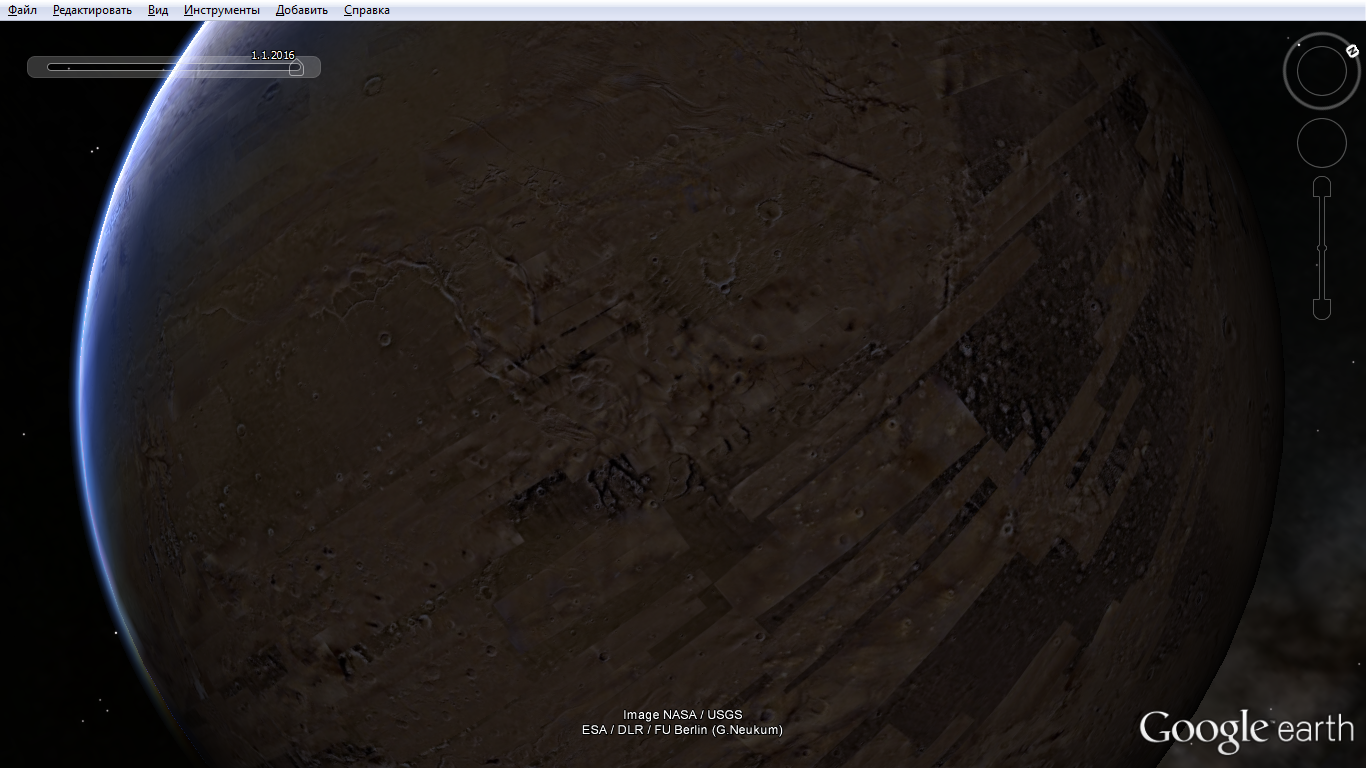 Файл Редактировать Вид Инструменты Добавить Справка
1.1.2016
N
Image NASA / USGS
ESA / DLR / FU Berlin (G.Neukum)
Google earth